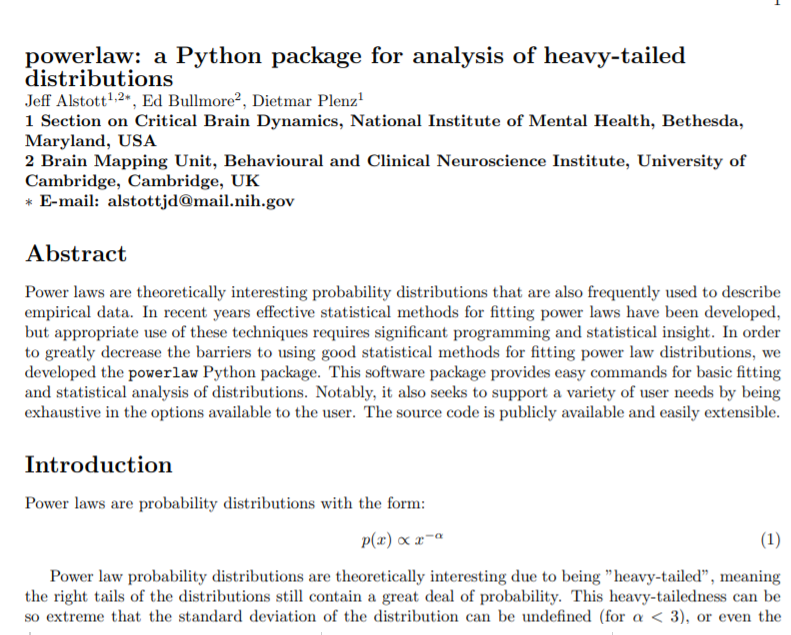 1
powerlaw: a Python package for analysis of heavy-tailed
distributions
Jeff Alstott1,2∗, Ed Bullmore2, Dietmar Plenz1
1 Section on Critical Brain Dynamics, National Institute of Mental Health, Bethesda,
Maryland, USA
2 Brain Mapping Unit, Behavioural and Clinical Neuroscience Institute, University of
Cambridge, Cambridge, UK
∗ E-mail: alstottjd@mail.nih.gov
Abstract
Power laws are theoretically interesting probability distributions that are also frequently used to describe
empirical data. In recent years effective statistical methods for fitting power laws have been developed,
but appropriate use of these techniques requires significant programming and statistical insight. In order
to greatly decrease the barriers to using good statistical methods for fitting power law distributions, we
developed the powerlaw Python package. This software package provides easy commands for basic fitting
and statistical analysis of distributions. Notably, it also seeks to support a variety of user needs by being
exhaustive in the options available to the user. The source code is publicly available and easily extensible.
Introduction
Power laws are probability distributions with the form:
p(x) ∝ x−α (1)
Power law probability distributions are theoretically interesting due to being ”heavy-tailed”, meaning
the right tails of the distributions still contain a great deal of probability. This heavy-tailedness can be
so extreme that the standard deviation of the distribution can be undefined (for α < 3), or even the